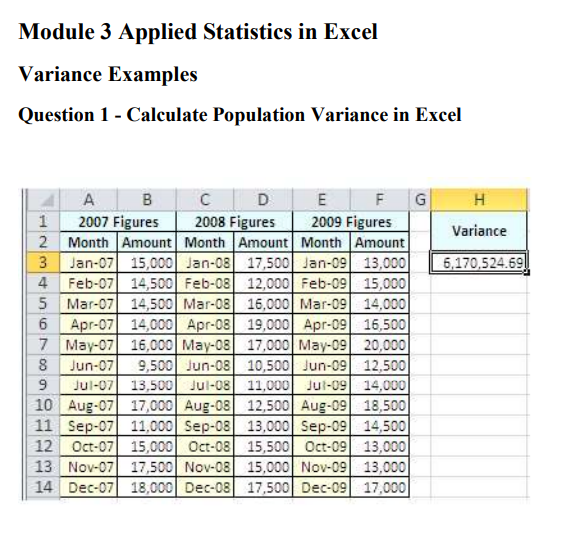 Module 3 Applied Statistics in Excel
Variance Examples
Question 1 - Calculate Population Variance in Excel
A B C D E F G H
1 2007 Figures 2008 Figures 2009 Figures Variance
2 Month Amount Month Amount Month Amount
3 Jan-07 15,000 Jan-08 17,500 Jan-09 13,000 6,170,524.69
4 Feb-07 14,500 Feb-08 12,000 Feb-09 15,000
5 Mar-07 14,500 Mar-08 16,000 Mar-09 14,000
6 Apr-07 14,000 Apr-08 19,000 Apr-09 16,500
7 May-07 16,000 May-08 17,000 May-09 20,000
8 Jun-07 9,500 Jun-08 10,500 Jun-09 12,500
9 Jul-07 13,500 Jul-08 11,000 Jul-09 14,000
10 Aug-07 17,000 Aug-08 12,500 Aug-09 18,500
11 Sep-07 11,000 Sep-08 13,000 Sep-09 14,500
12 Oct-07 15,000 Oct-08 15,500 Oct-09 13,000
13 Nov-07 17,500 Nov-08 15,000 Nov-09 13,000
14 Dec-07 18,000 Dec-08 17,500 Dec-09 17,000